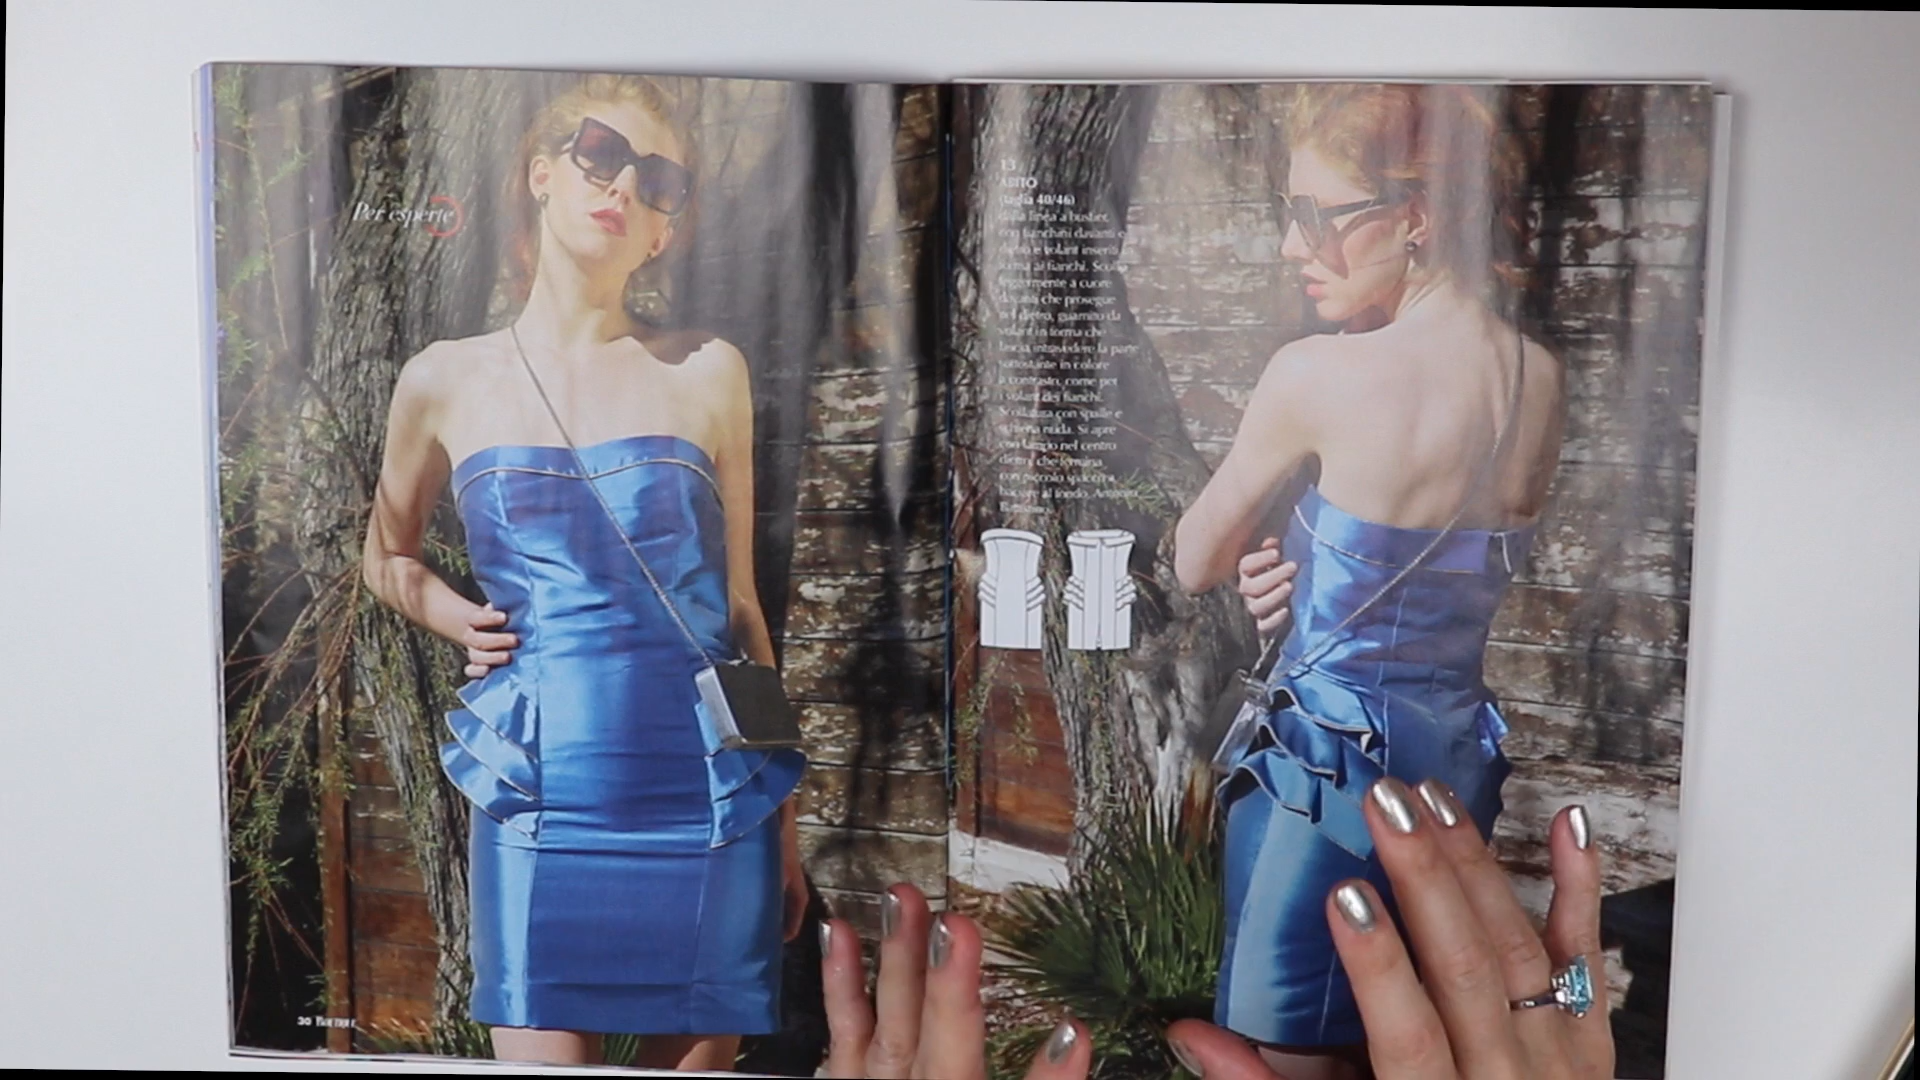 Per esperte
13
ABITO
(taglia 40/46)
dalla linea a bustier,
con fianchini davanti e
dietro e volant inseriti
forma ai fianchi. Scollo
leggermente a cuore
davanti che prosegue
nel dietro, guarnito da
volant in forma che
lascia intravedere la parte
sottostante in colore
a contrasto, come per
i volant dei fianchi.
Scollatura con spalle e
schiena nuda. Si apre
con lampo nel centro
dietro che termina
con piccolo spacco a
al fondo.
30 BOUTIQUE